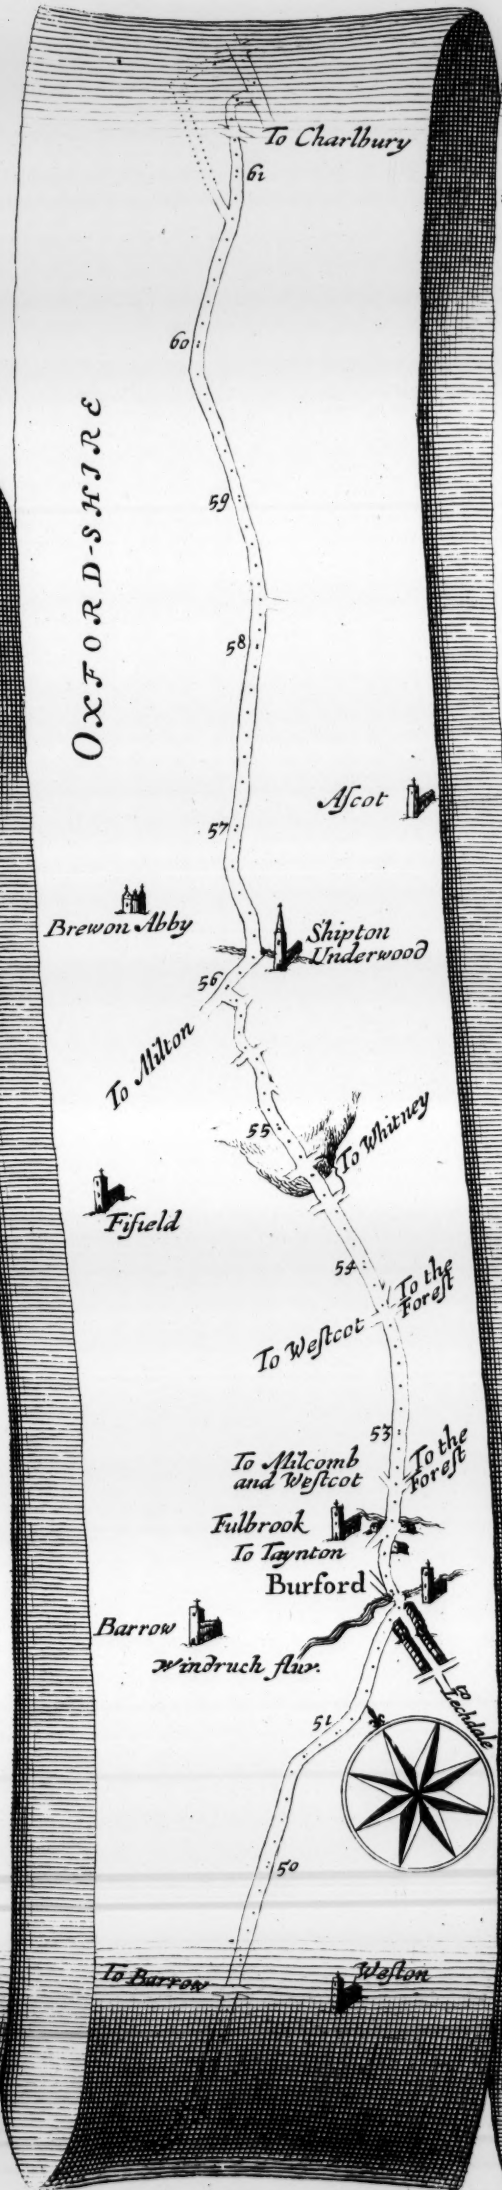 To Charlbury
61
60
59
OXFORD-SHIRE
58
Aſcot
57
Brewon Abby
Shipton
Underwood
56
To Milton
55
To Whitney
Fifield
54
To the
Foreſt
To Weſtcot
53
To the
Foreſt
To Milcomb
and Weſtcot
Fulbrook
To Taynton
Burford
Barrow
Windruch fluv.
to
Lechdale
51
50
To Barrow
Weſton